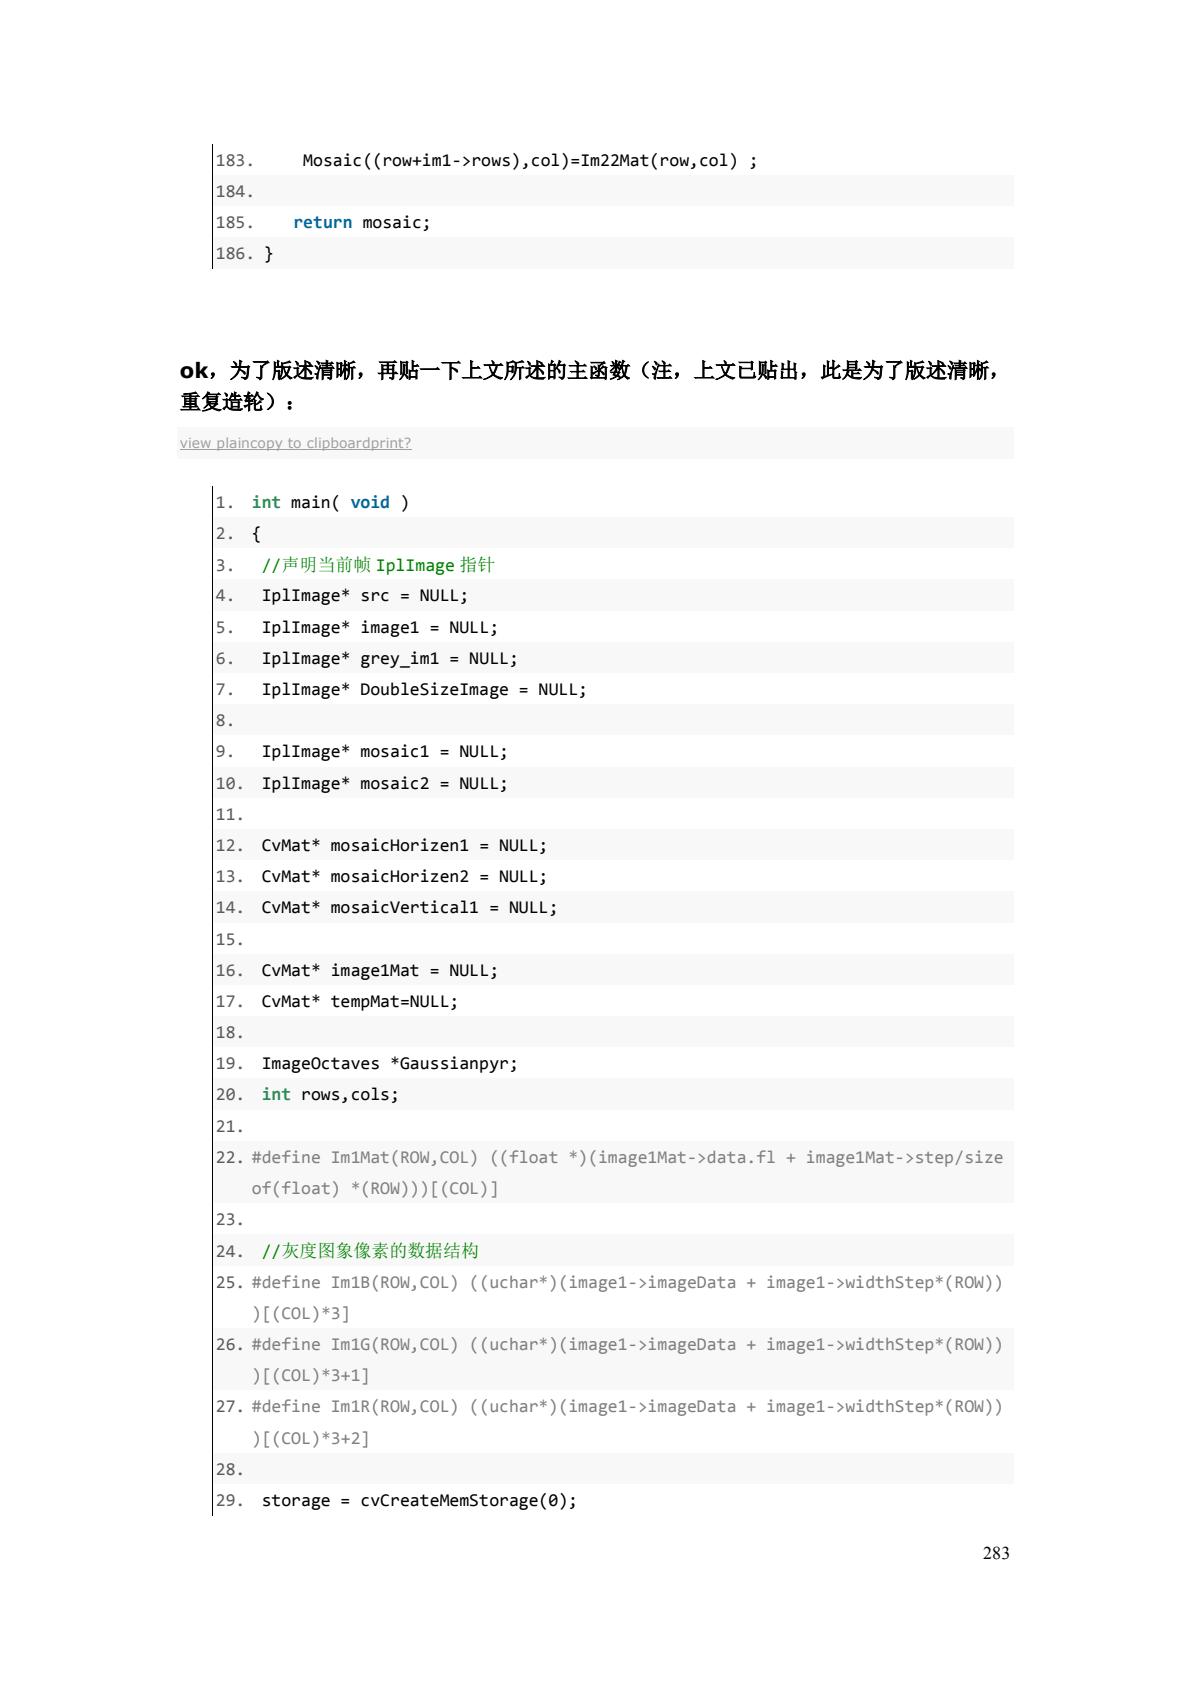 183.     Mosaic((row+im1->rows),col)=Im22Mat(row,col) ;
184.
185.    return mosaic;
186. }
ok，为了版述清晰，再贴一下上文所述的主函数（注，上文已贴出，此是为了版述清晰，
重复造轮）：
view plaincopy to clipboardprint?
1.  int main( void )
2.  {
3.   //声明当前帧 IplImage 指针
4.   IplImage* src = NULL;
5.   IplImage* image1 = NULL;
6.   IplImage* grey_im1 = NULL;
7.   IplImage* DoubleSizeImage = NULL;
8.
9.   IplImage* mosaic1 = NULL;
10.  IplImage* mosaic2 = NULL;
11.
12.  CvMat* mosaicHorizen1 = NULL;
13.  CvMat* mosaicHorizen2 = NULL;
14.  CvMat* mosaicVertical1 = NULL;
15.
16.  CvMat* image1Mat = NULL;
17.  CvMat* tempMat=NULL;
18.
19.  ImageOctaves *Gaussianpyr;
20.  int rows,cols;
21.
22. #define Im1Mat(ROW,COL) ((float *)(image1Mat->data.fl + image1Mat->step/size
of(float) *(ROW)))[(COL)]
23.
24.  //灰度图象像素的数据结构
25. #define Im1B(ROW,COL) ((uchar*)(image1->imageData + image1->widthStep*(ROW))
)[(COL)*3]
26. #define Im1G(ROW,COL) ((uchar*)(image1->imageData + image1->widthStep*(ROW))
)[(COL)*3+1]
27. #define Im1R(ROW,COL) ((uchar*)(image1->imageData + image1->widthStep*(ROW))
)[(COL)*3+2]
28.
29.  storage = cvCreateMemStorage(0);
283